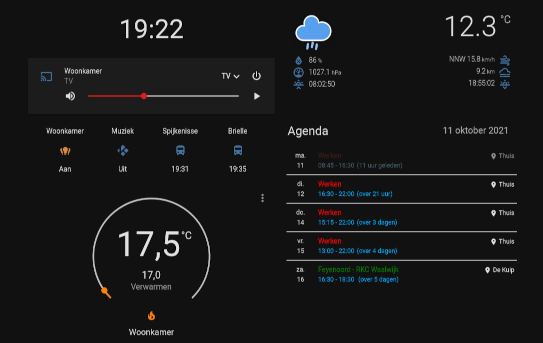 19:22
12.3 °C
86 %
1027.1 hPa
08:02:50
NNW 15.8 km/h
9.2 km
18:55:02
Woonkamer
TV
TV
Woonkamer Muziek Spijkenisse Brielle
Aan Uit 19:31 19:35
17,5 °C
17,0
Verwarmen
Woonkamer
Agenda 11 oktober 2021
ma. 11
Werken
08:45 - 16:30 (11 uur geleden)
Thuis
di. 12
Werken
16:30 - 22:00 (over 21 uur)
Thuis
do. 14
Werken
15:15 - 22:00 (over 3 dagen)
Thuis
vr. 15
Werken
13:00 - 22:00 (over 4 dagen)
Thuis
za. 16
Feyenoord - RKC Waalwijk
16:30 - 18:30 (over 5 dagen)
De Kuip